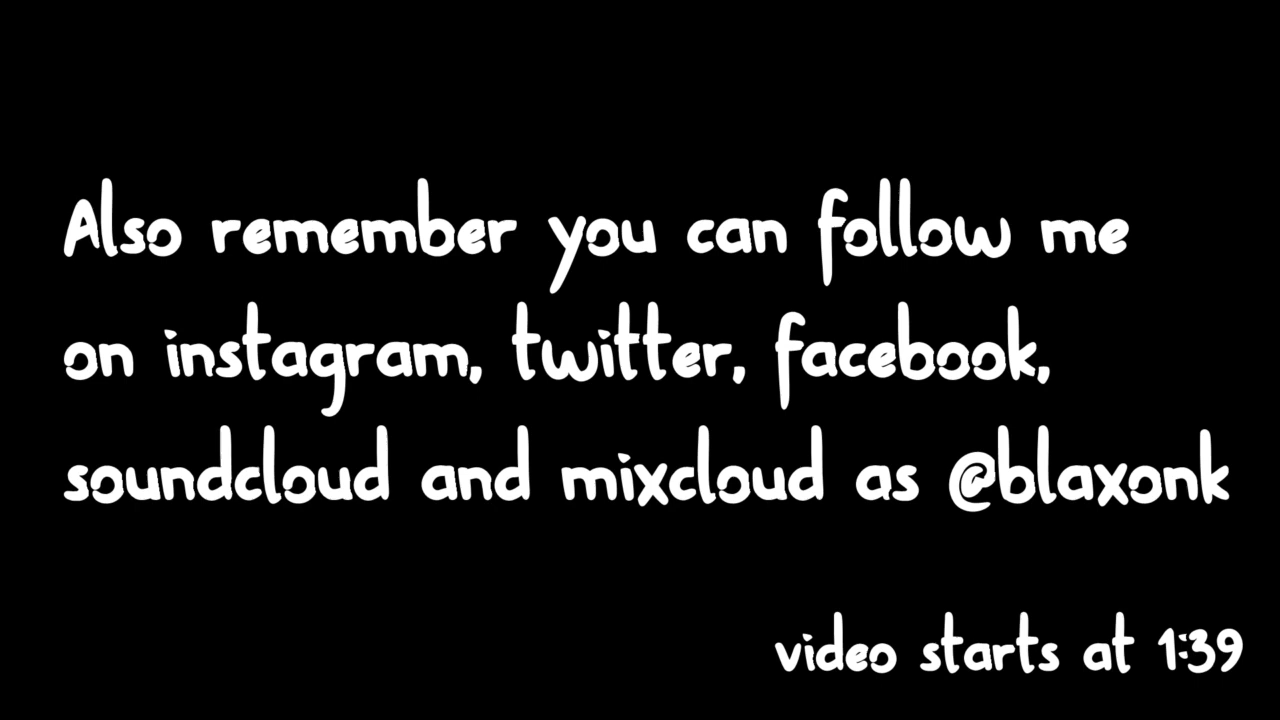 Also remember you can follow me
on instagram, twitter, facebook,
soundcloud and mixcloud as @blaxonk
video starts at 1:39